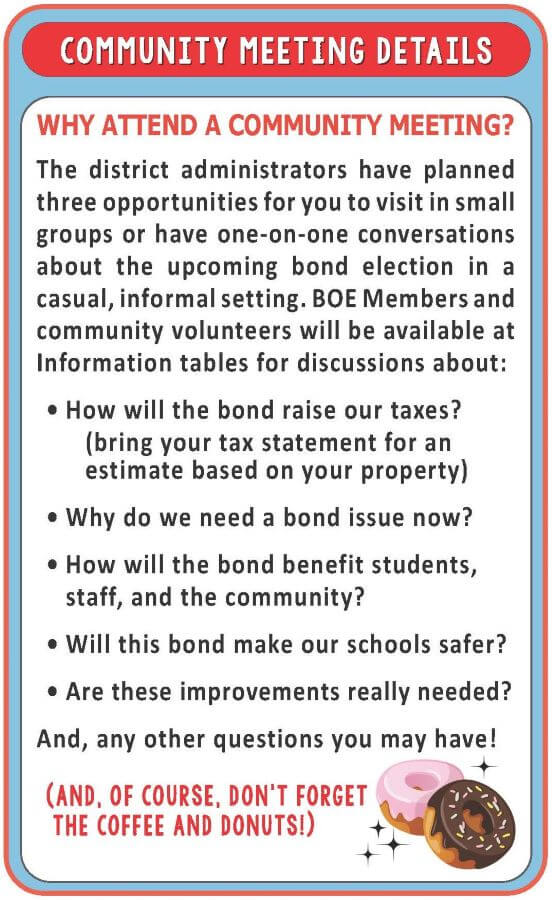 COMMUNITY MEETING DETAILS
WHY ATTEND A COMMUNITY MEETING?
The district administrators have planned
three opportunities for you to visit in small
groups or have one-on-one conversations
about the upcoming bond election in a
casual, informal setting. BOE Members and
community volunteers will be available at
Information tables for discussions about:
• How will the bond raise our taxes?
(bring your tax statement for an
estimate based on your property)
• Why do we need a bond issue now?
• How will the bond benefit students,
staff, and the community?
• Will this bond make our schools safer?
• Are these improvements really needed?
And, any other questions you may have!
(AND, OF COURSE, DON'T FORGET
THE COFFEE AND DONUTS!)